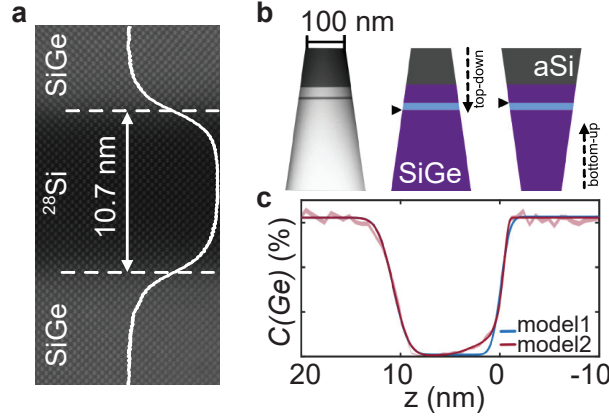 a
SiGe
²⁸Si
10.7 nm
SiGe
b
100 nm
top-down
SiGe
aSi
bottom-up
c
C(Ge) (%)
model1
model2
20
10
0
-10
z (nm)